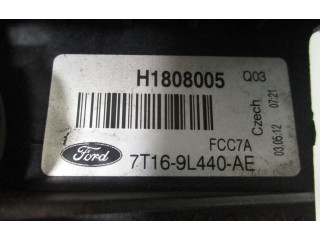 H1808005 Q03
Czech 07:21
03.05.12
FCC7A
Ford 7T16-9L440-AE